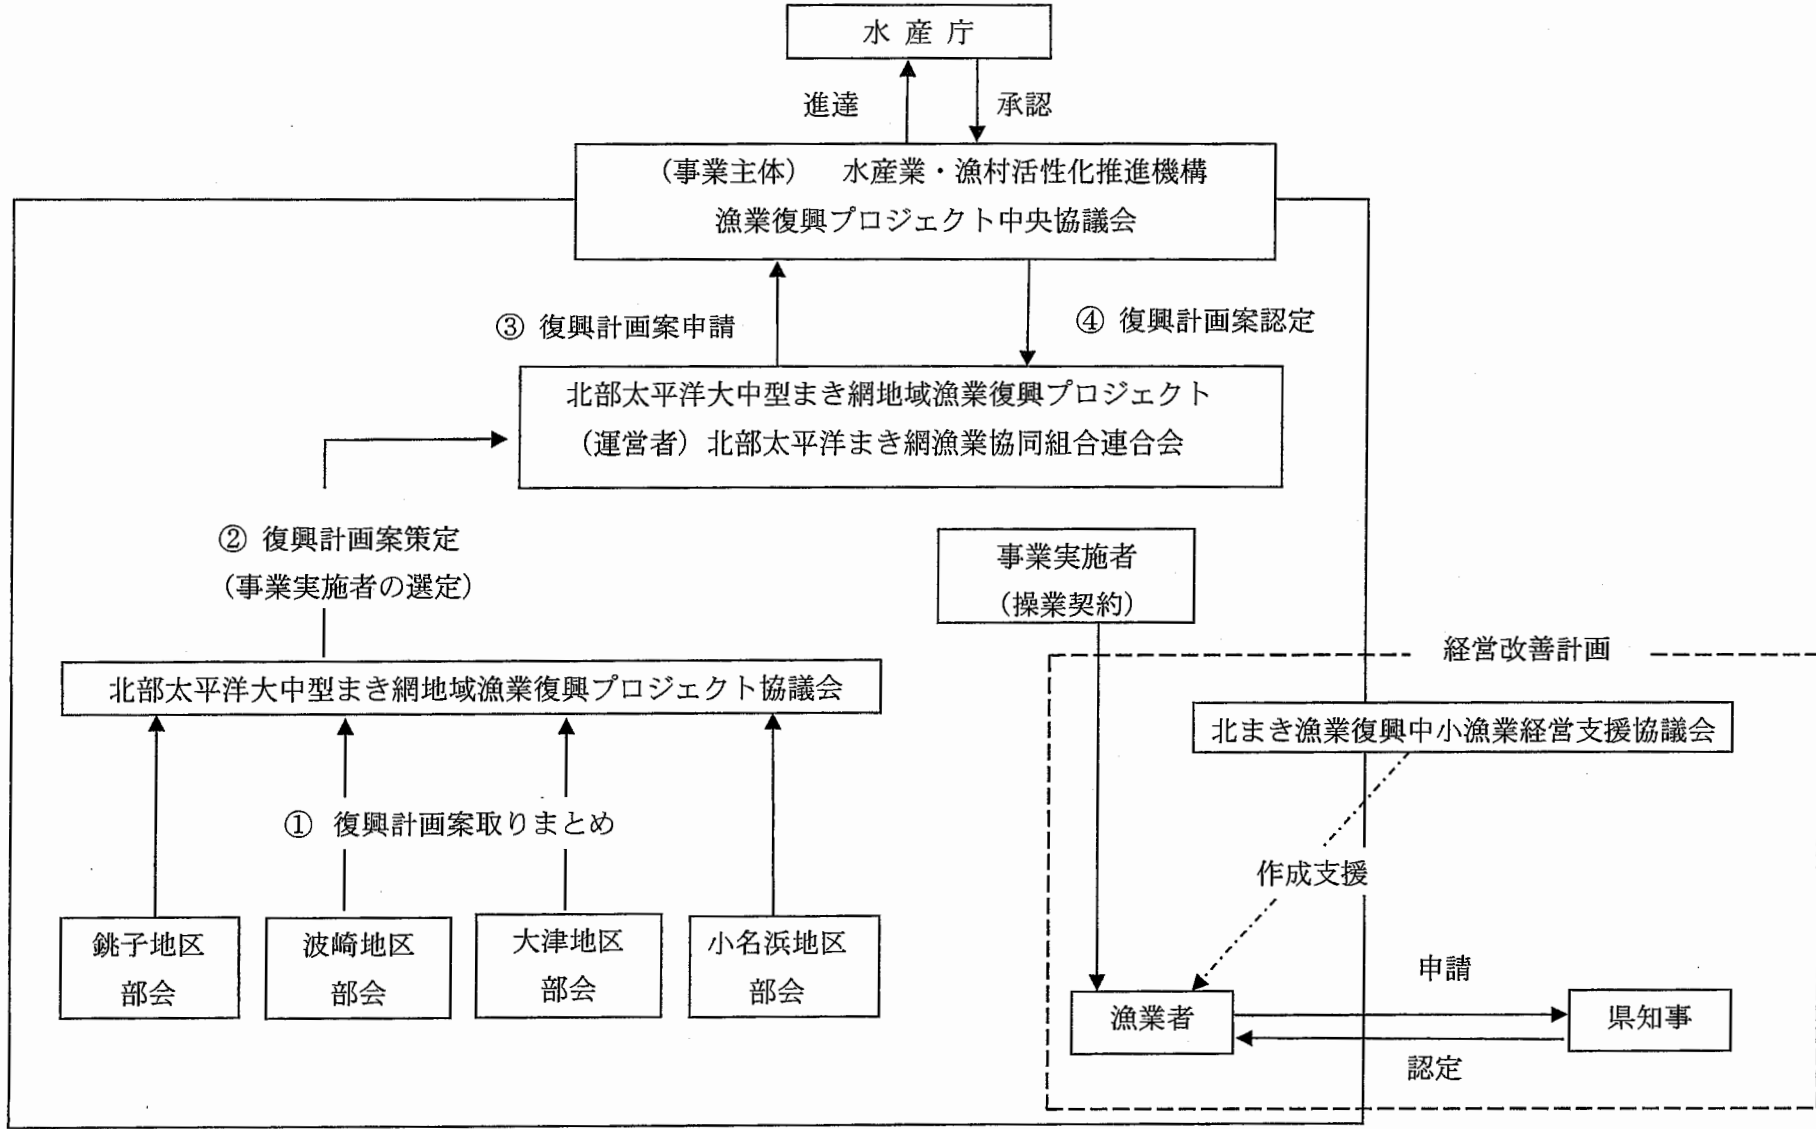 水産庁
進達
承認
（事業主体）　水産業・漁村活性化推進機構
漁業復興プロジェクト中央協議会
③ 復興計画案申請
④ 復興計画案認定
北部太平洋大中型まき網地域漁業復興プロジェクト
（運営者）北部太平洋まき網漁業協同組合連合会
② 復興計画案策定
（事業実施者の選定）
事業実施者
（操業契約）
経営改善計画
北部太平洋大中型まき網地域漁業復興プロジェクト協議会
北まき漁業復興中小漁業経営支援協議会
① 復興計画案取りまとめ
作成支援
銚子地区
部会
波崎地区
部会
大津地区
部会
小名浜地区
部会
申請
漁業者
県知事
認定